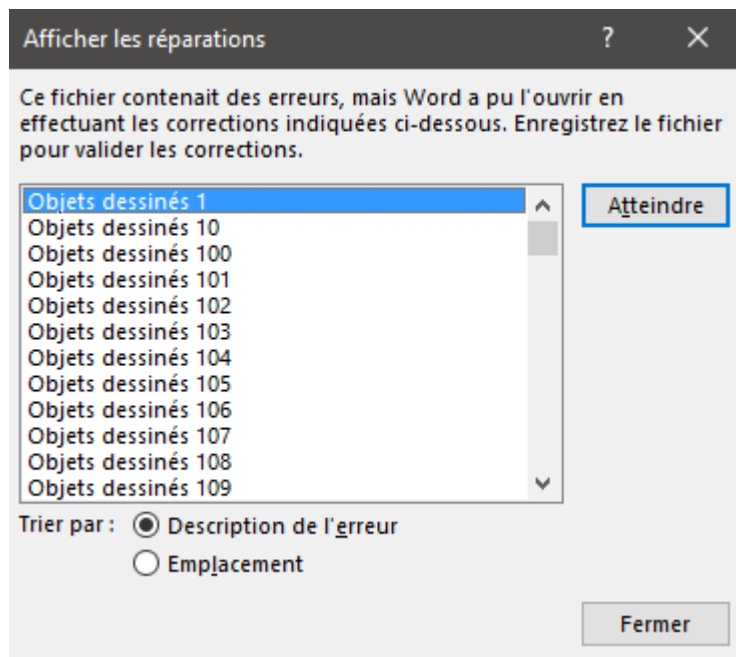 Afficher les réparations
?
Ce fichier contenait des erreurs, mais Word a pu l'ouvrir en
effectuant les corrections indiquées ci-dessous. Enregistrez le fichier
pour valider les corrections.
Objets dessinés 1
Atteindre
Objets dessinés 10
Objets dessinés 100
Objets dessinés 101
Objets dessinés 102
Objets dessinés 103
Objets dessinés 104
Objets dessinés 105
Objets dessinés 106
Objets dessinés 107
Objets dessinés 108
Objets dessinés 109
Trier par : Description de l'erreur
Emplacement
Fermer